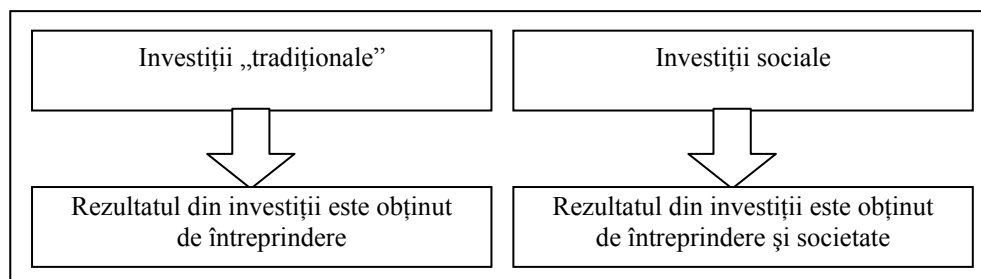 Investiții „tradiționale”
Investiții sociale
Rezultatul din investiții este obținut
de întreprindere
Rezultatul din investiții este obținut
de întreprindere şi societate